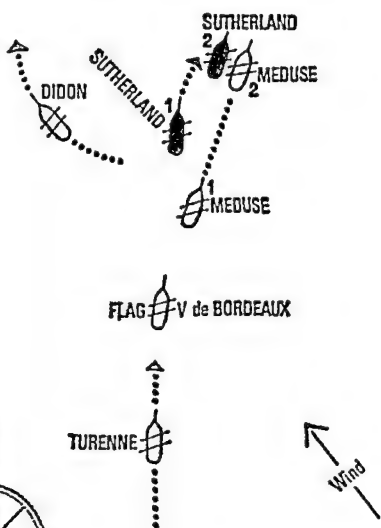 SUTHERLAND
2
MEDUSE
2
DIDON
SUTHERLAND
1
1
MEDUSE
FLAG V de BORDEAUX
TURENNE
Wind